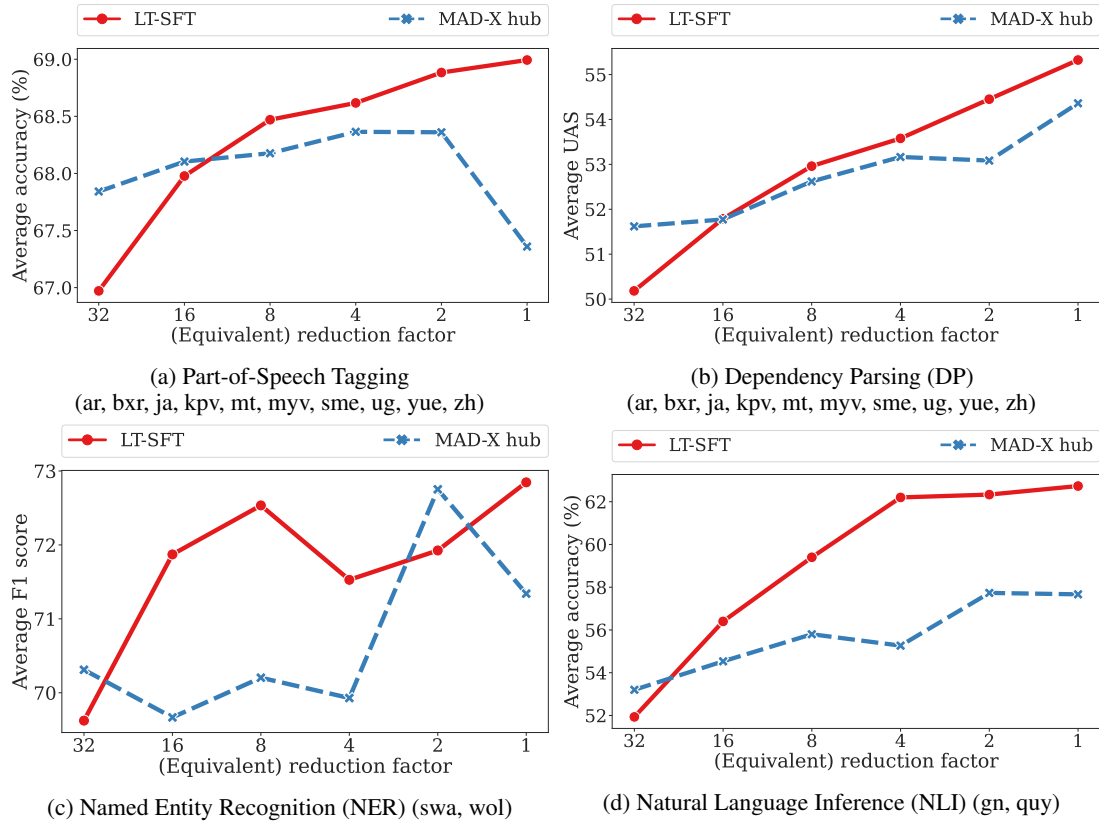 LT-SFT MAD-X hub
69.0
68.5
68.0
67.5
67.0
Average accuracy (%)
32 16 8 4 2 1
(Equivalent) reduction factor
(a) Part-of-Speech Tagging
(ar, bxr, ja, kpv, mt, myv, sme, ug, yue, zh)
LT-SFT MAD-X hub
55
54
53
52
51
50
Average UAS
32 16 8 4 2 1
(Equivalent) reduction factor
(b) Dependency Parsing (DP)
(ar, bxr, ja, kpv, mt, myv, sme, ug, yue, zh)
LT-SFT MAD-X hub
73
72
71
70
Average F1 score
32 16 8 4 2 1
(Equivalent) reduction factor
(c) Named Entity Recognition (NER) (swa, wol)
LT-SFT MAD-X hub
62
60
58
56
54
52
Average accuracy (%)
32 16 8 4 2 1
(Equivalent) reduction factor
(d) Natural Language Inference (NLI) (gn, quy)